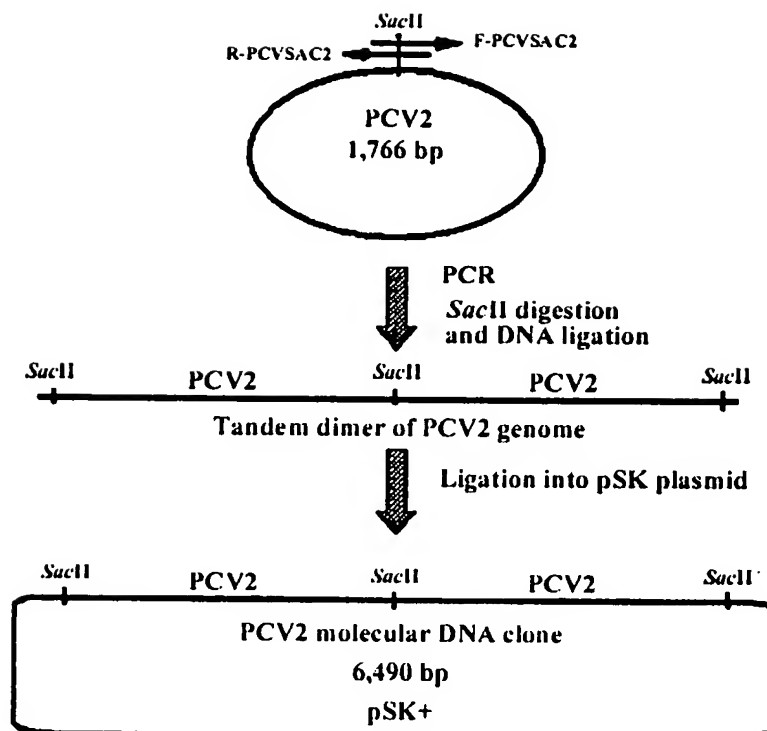 SacII
R-PCVSAC2 F-PCVSAC2
PCV2
1,766 bp
PCR
SacII digestion
and DNA ligation
SacII PCV2 SacII PCV2 SacII
Tandem dimer of PCV2 genome
Ligation into pSK plasmid
SacII PCV2 SacII PCV2 SacII
PCV2 molecular DNA clone
6,490 bp
pSK+